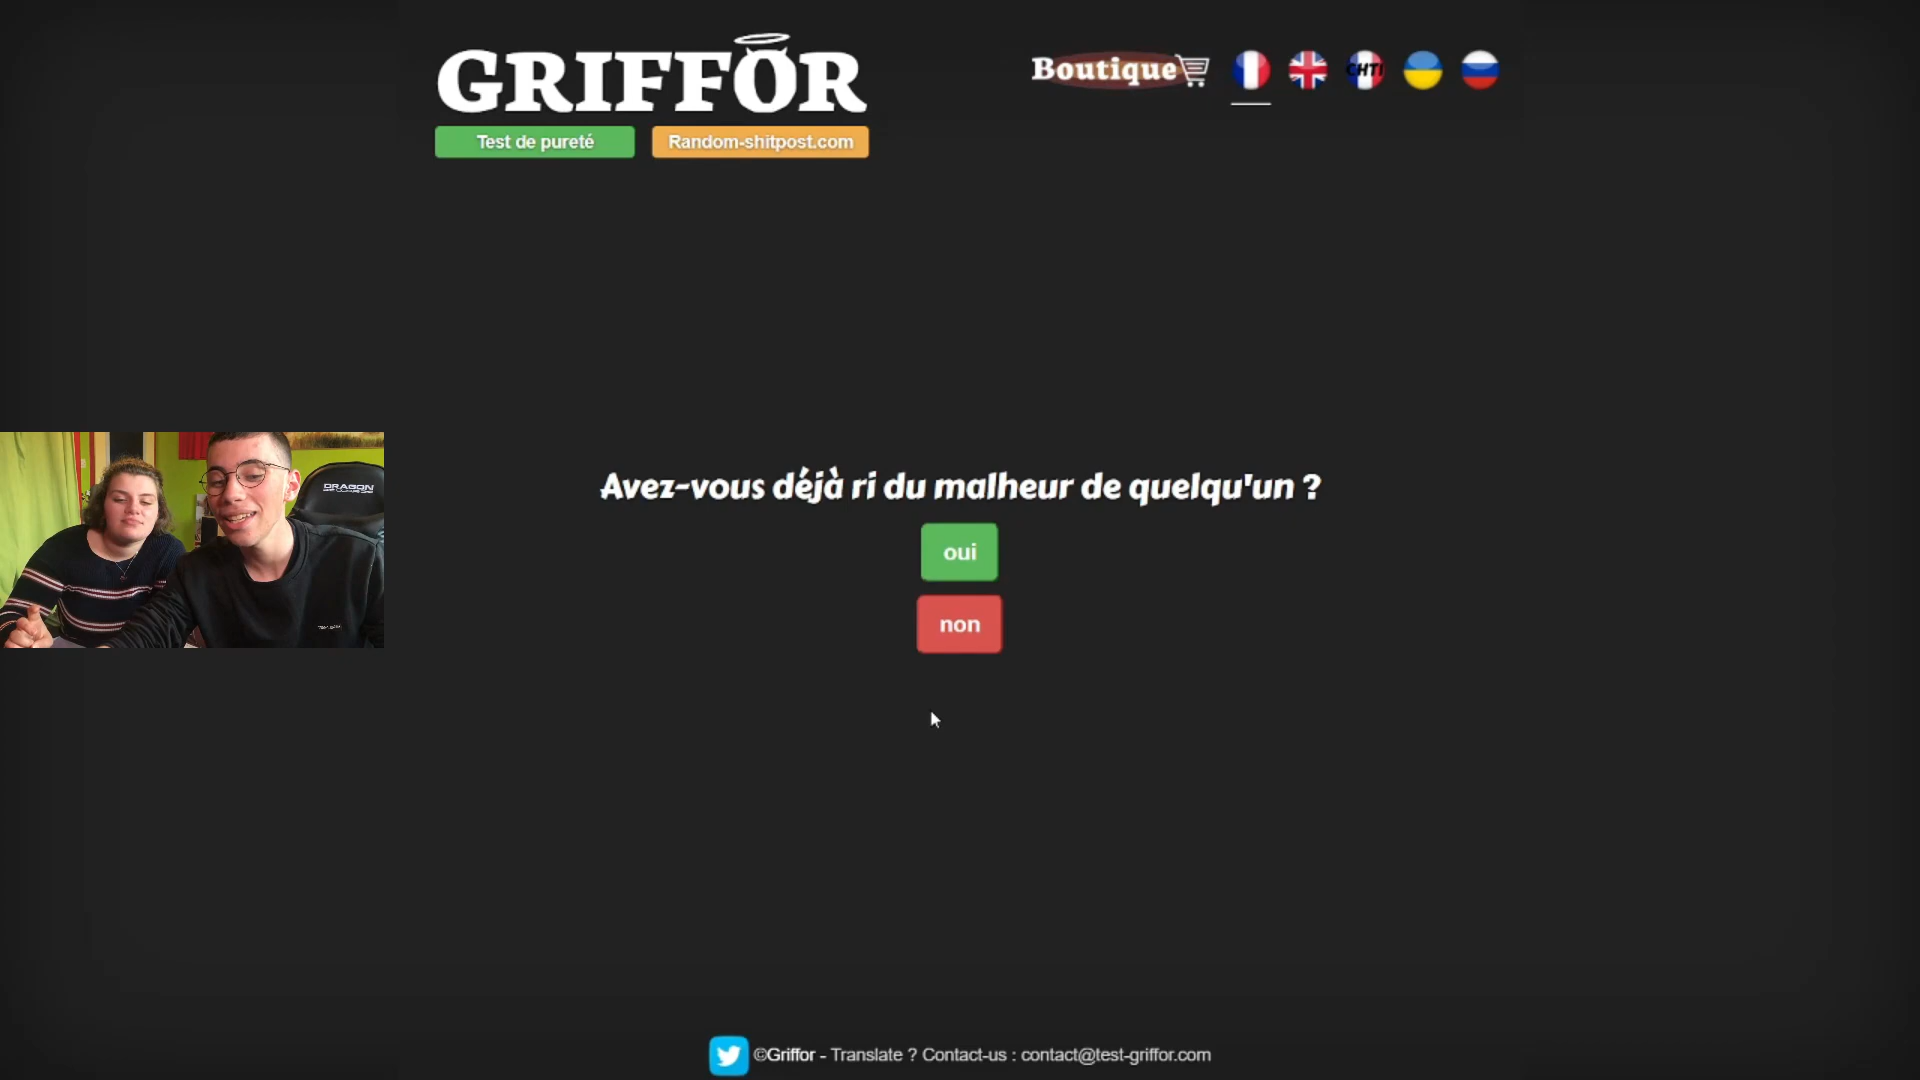 GRIFFOR
Boutique
CHTI
Test de pureté
Random-shitpost.com
DRAGON
Avez-vous déjà ri du malheur de quelqu'un ?
oui
non
©Griffor - Translate ? Contact-us : contact@test-griffor.com